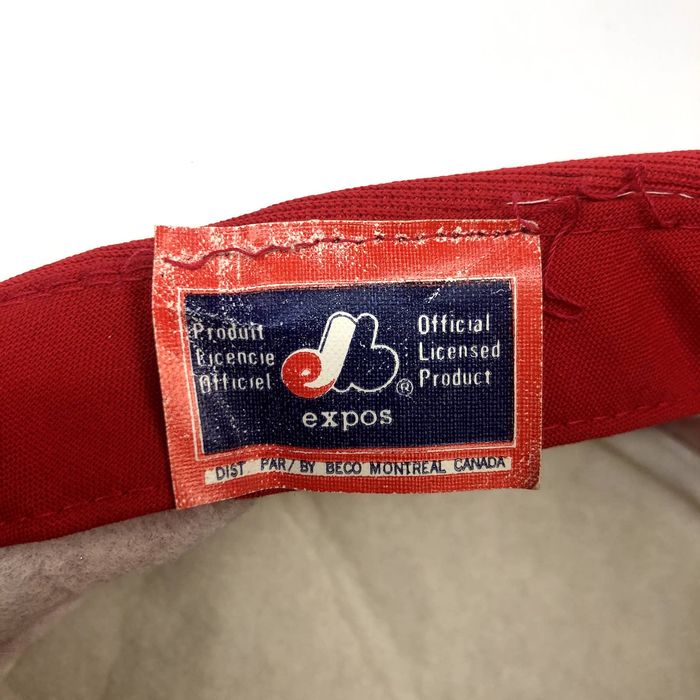 Produit
Licencie
Officiel
Official
Licensed
Product
®
expos
DIST PAR/BY BECO MONTREAL CANADA